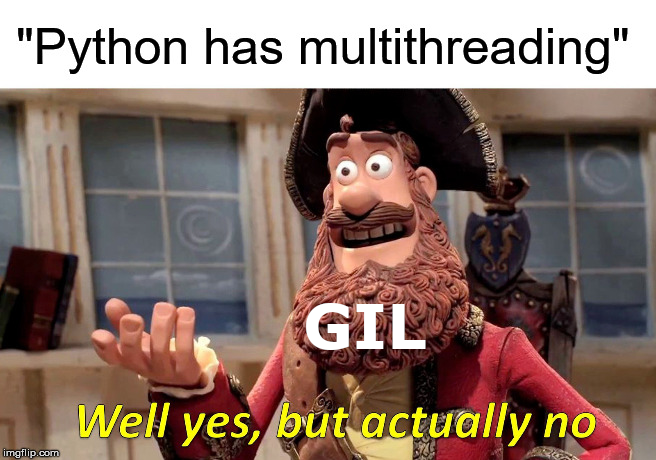 "Python has multithreading"
GIL
Well yes, but actually no
imgflip.com